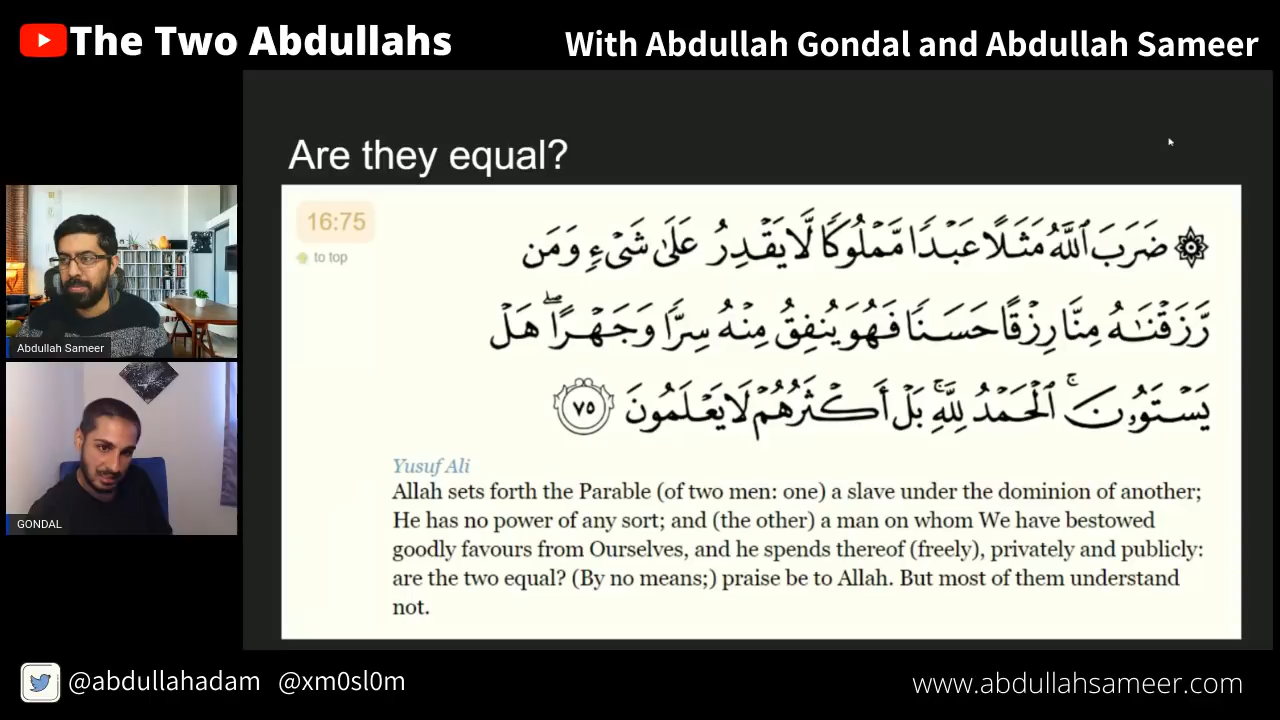 The Two Abdullahs
With Abdullah Gondal and Abdullah Sameer
Are they equal?
16:75
to top
۞ ضَرَبَ ٱللَّهُ مَثَلًا عَبْدًا مَّمْلُوكًا لَّا يَقْدِرُ عَلَىٰ شَىْءٍ وَمَن
رَّزَقْنَـٰهُ مِنَّا رِزْقًا حَسَنًا فَهُوَ يُنفِقُ مِنْهُ سِرًّا وَجَهْرًا ۖ هَلْ
يَسْتَوُۥنَ ۚ ٱلْحَمْدُ لِلَّهِ ۚ بَلْ أَكْثَرُهُمْ لَا يَعْلَمُونَ ٧٥
Yusuf Ali
Allah sets forth the Parable (of two men: one) a slave under the dominion of another;
He has no power of any sort; and (the other) a man on whom We have bestowed
goodly favours from Ourselves, and he spends thereof (freely), privately and publicly:
are the two equal? (By no means;) praise be to Allah. But most of them understand
not.
Abdullah Sameer
GONDAL
@abdullahadam @xm0sl0m
www.abdullahsameer.com